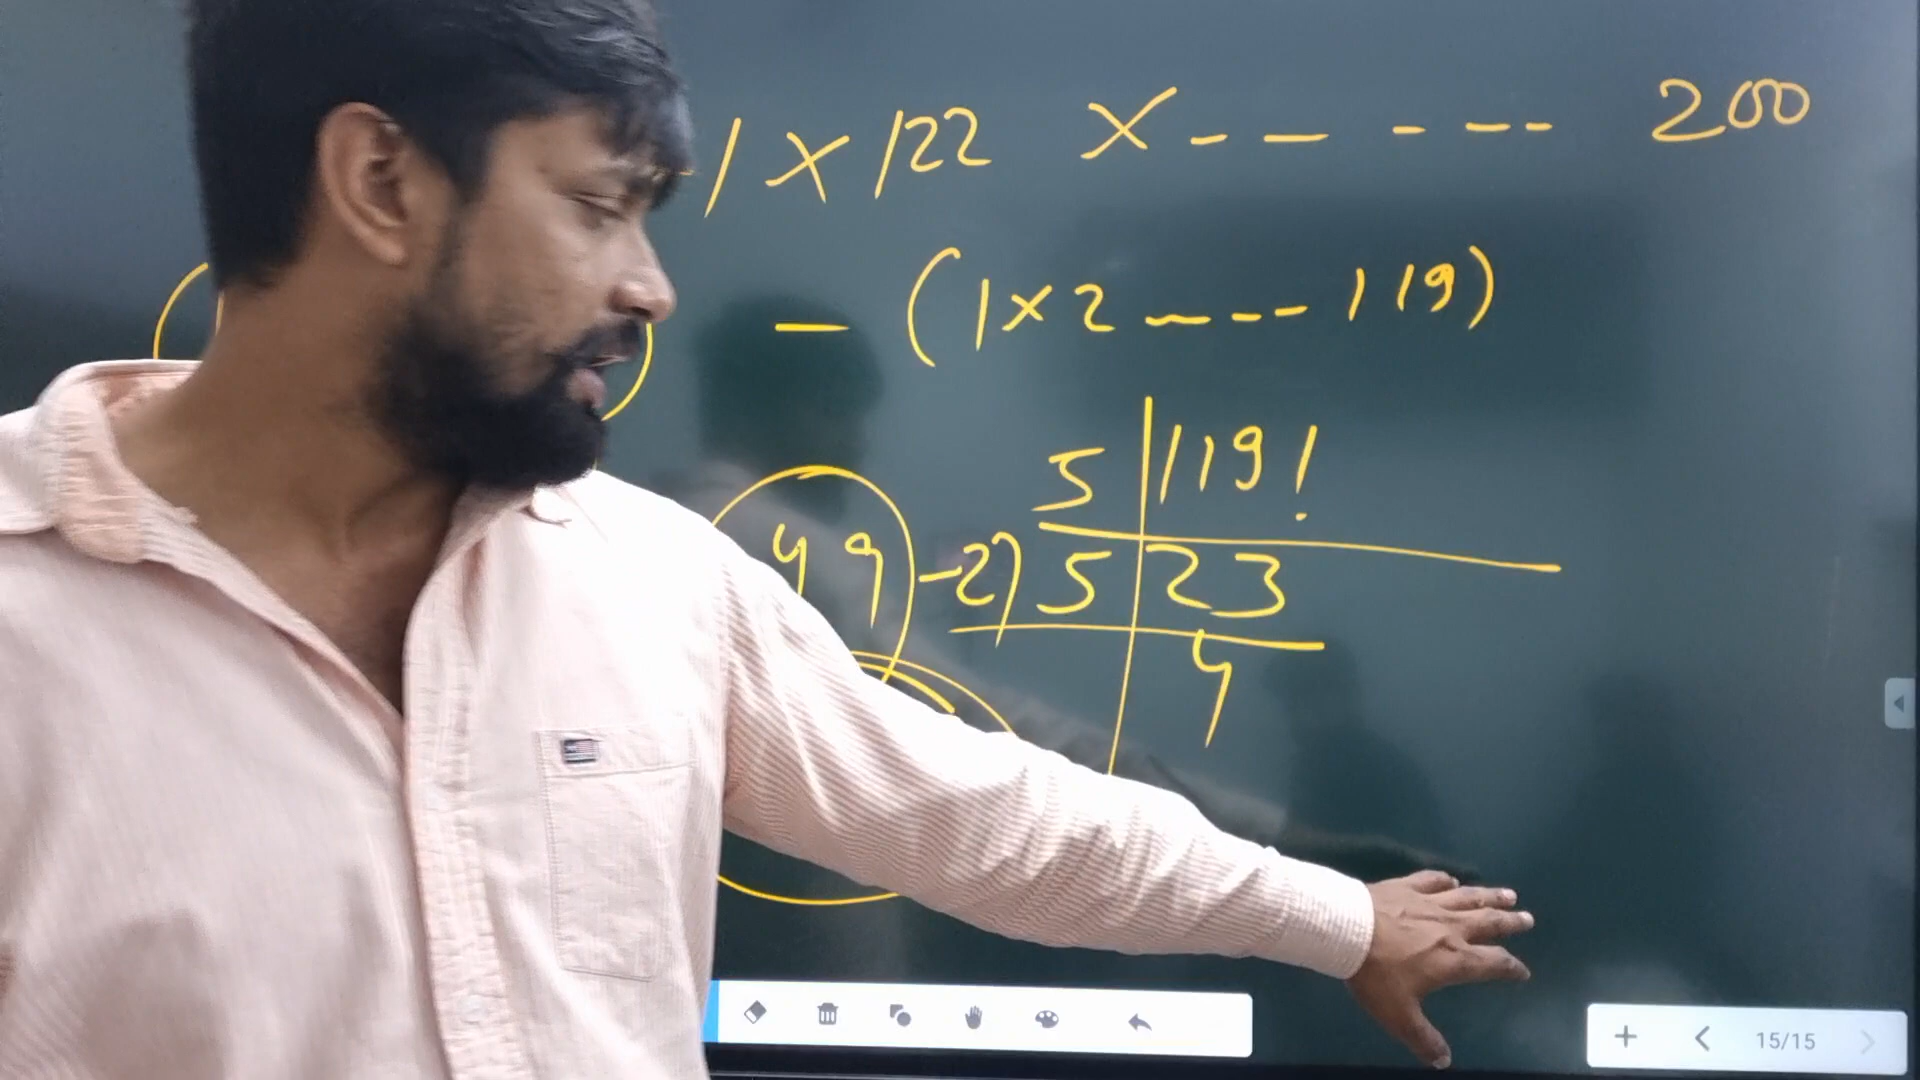 1 × 122 × - - - - - 200
- (1×2 - - - - 119)
5 | 119!
49 - 27 5 | 23
4
15/15